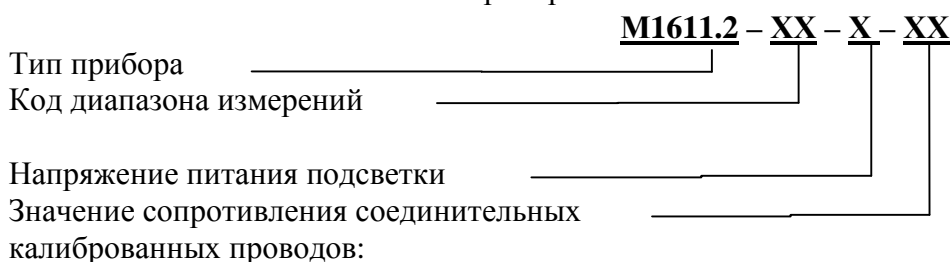 М1611.2 – ХХ – Х – ХХ
Тип прибора
Код диапазона измерений
Напряжение питания подсветки
Значение сопротивления соединительных
калиброванных проводов: